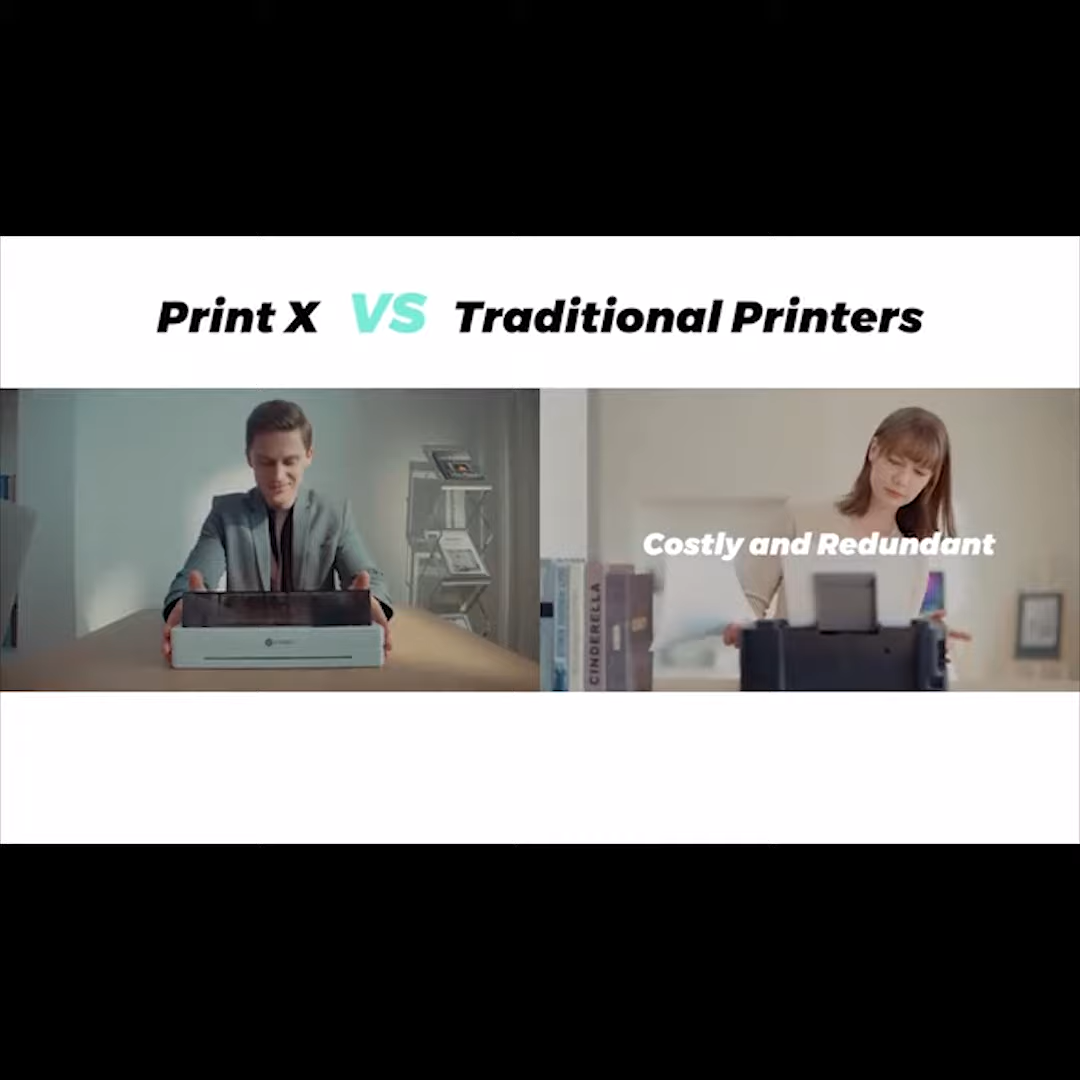 Print X VS Traditional Printers
Costly and Redundant
CINDERELLA